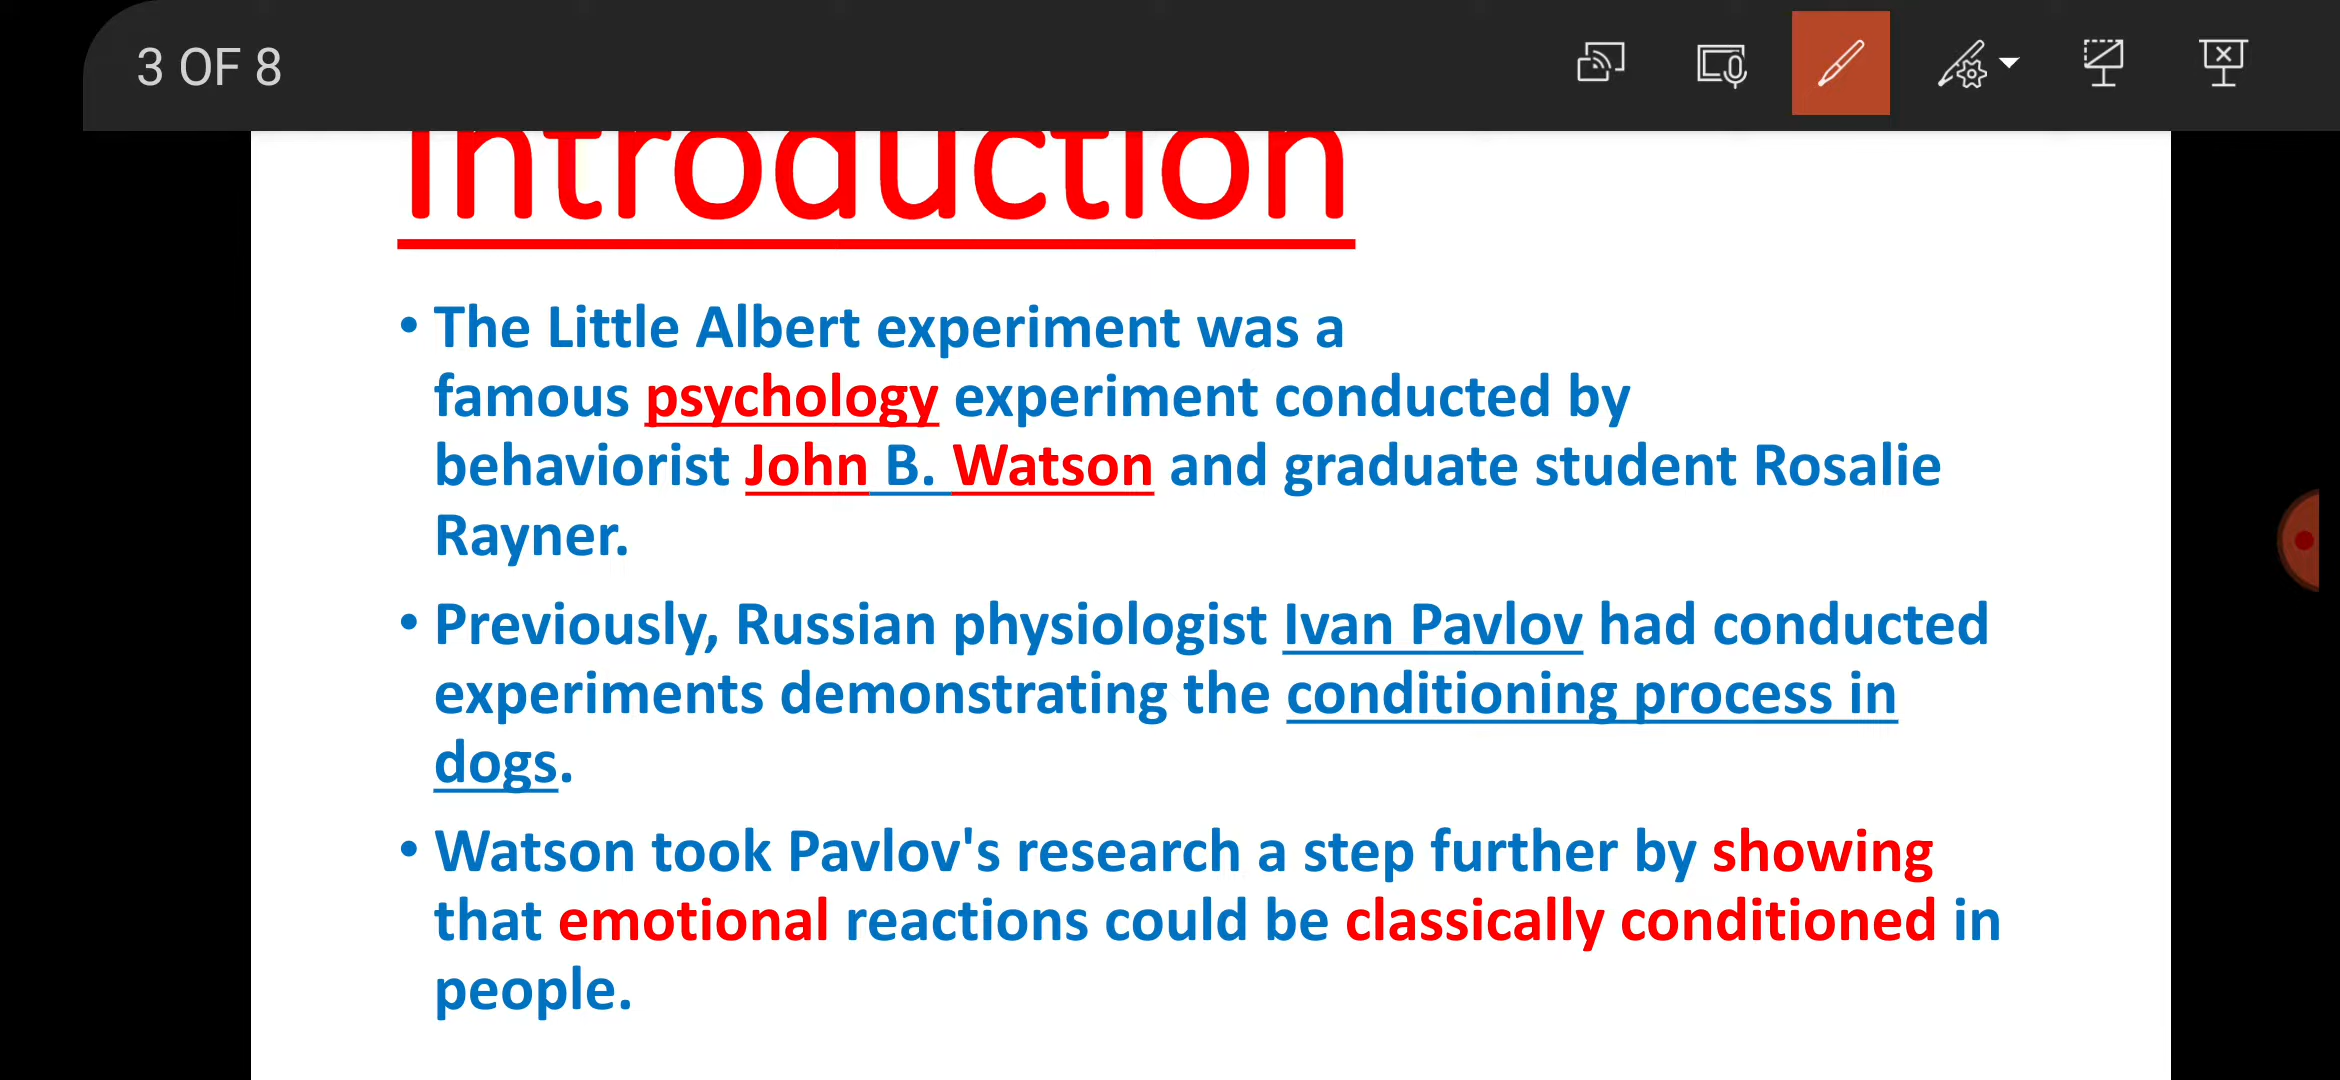 3 OF 8
Introduction
• The Little Albert experiment was a
famous psychology experiment conducted by
behaviorist John B. Watson and graduate student Rosalie
Rayner.
• Previously, Russian physiologist Ivan Pavlov had conducted
experiments demonstrating the conditioning process in
dogs.
• Watson took Pavlov's research a step further by showing
that emotional reactions could be classically conditioned in
people.